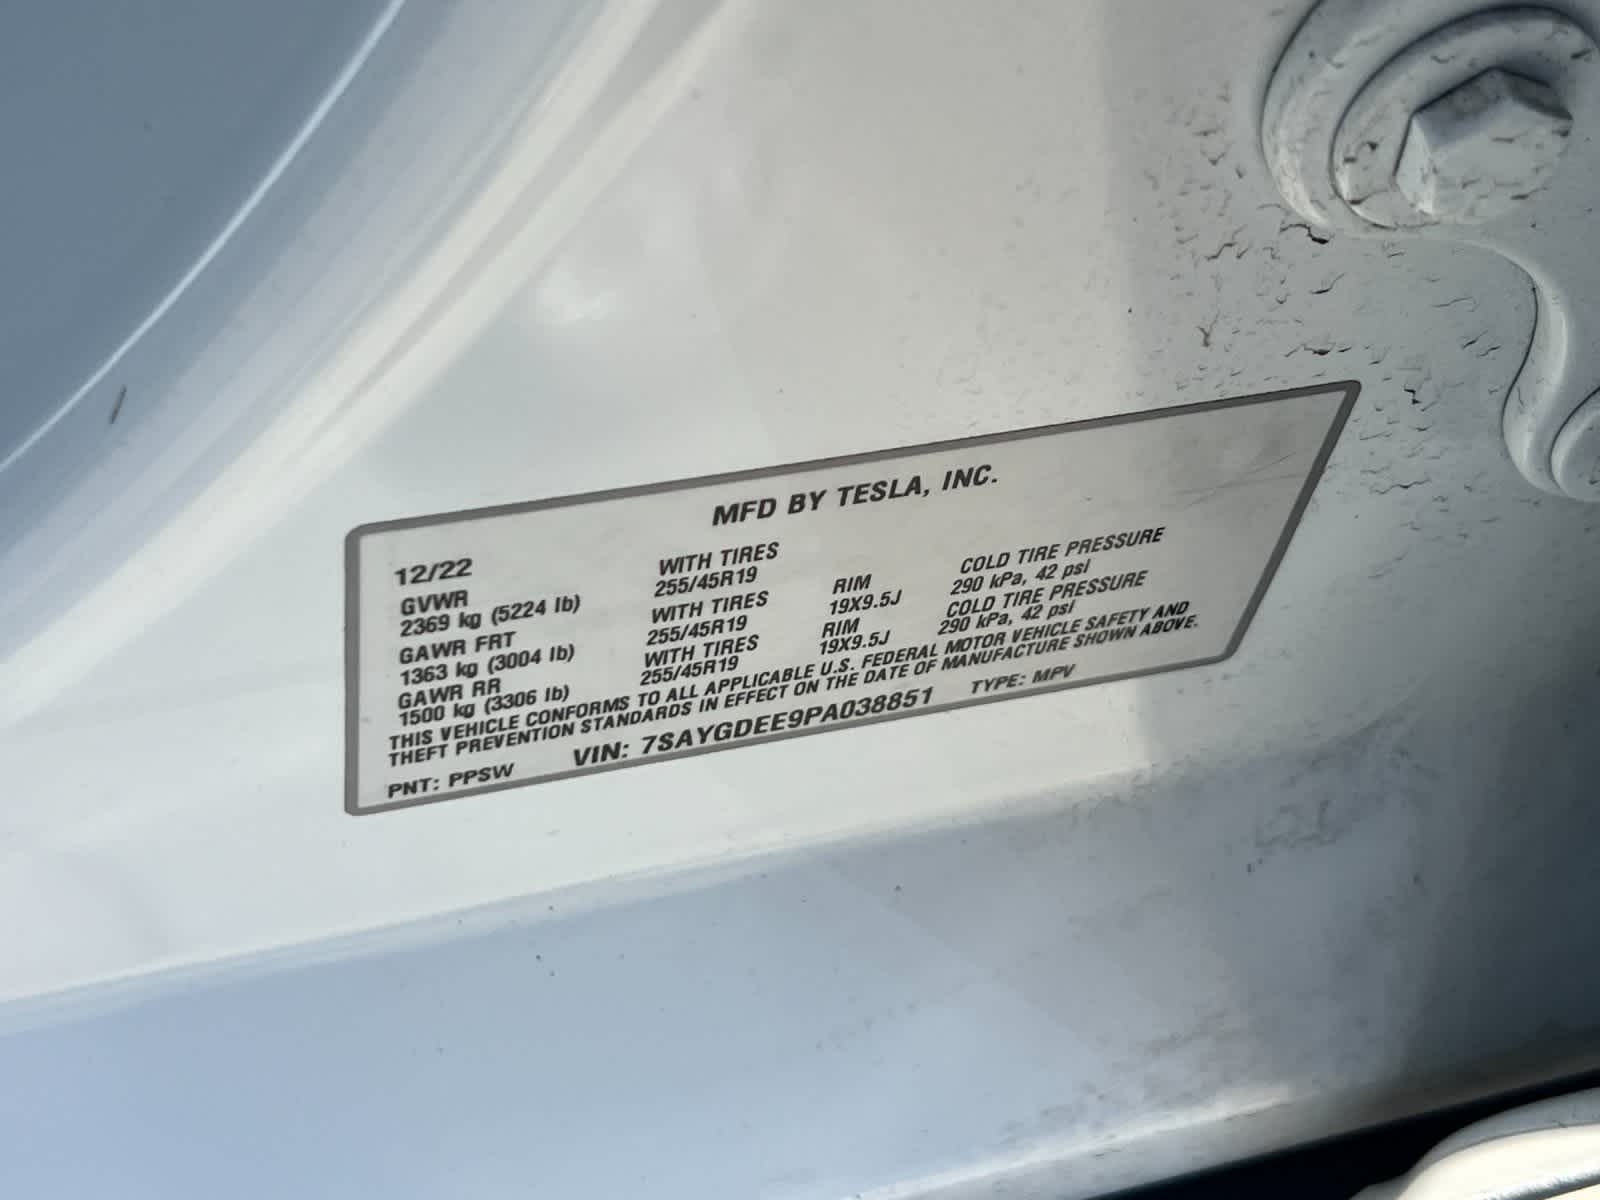 MFD BY TESLA, INC.
12/22
GVWR WITH TIRES
2369 kg (5224 lb) 255/45R19
GAWR FRT WITH TIRES RIM COLD TIRE PRESSURE
1363 kg (3004 lb) 255/45R19 19X9.5J 290 kPa, 42 psi
GAWR RR WITH TIRES RIM COLD TIRE PRESSURE
1500 kg (3306 lb) 255/45R19 19X9.5J 290 kPa, 42 psi
THIS VEHICLE CONFORMS TO ALL APPLICABLE U.S. FEDERAL MOTOR VEHICLE SAFETY AND
THEFT PREVENTION STANDARDS IN EFFECT ON THE DATE OF MANUFACTURE SHOWN ABOVE.
PNT: PPSW VIN: 7SAYGDEE9PA038851 TYPE: MPV